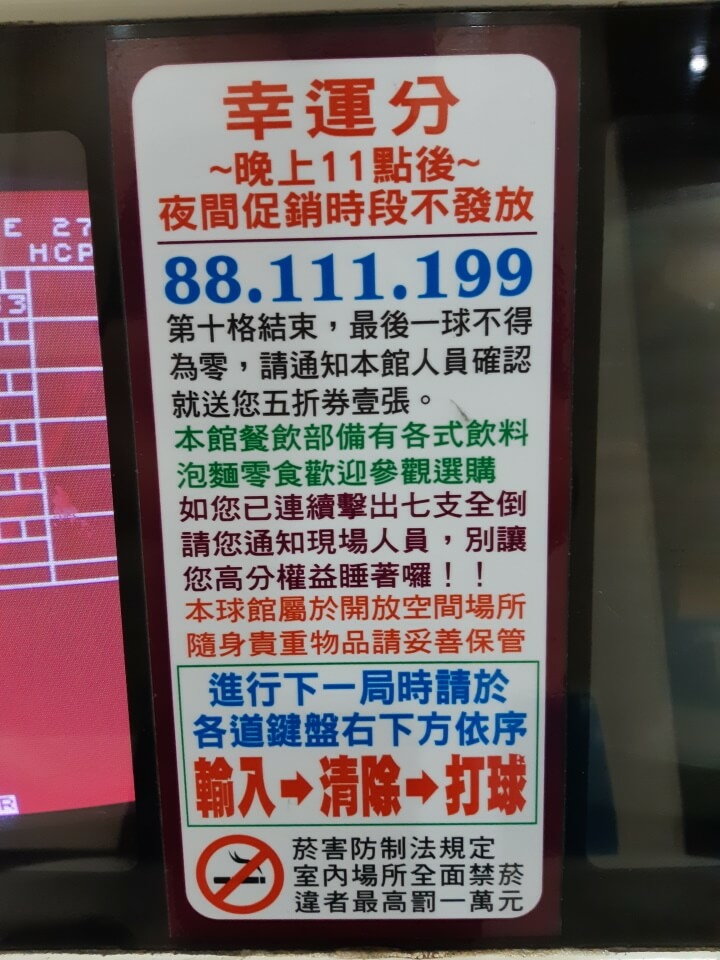 幸運分
~晚上11點後~
夜間促銷時段不發放
88.111.199
第十格結束，最後一球不得
為零，請通知本館人員確認
就送您五折券壹張。
本館餐飲部備有各式飲料
泡麵零食歡迎參觀選購
如您已連續擊出七支全倒
請您通知現場人員，別讓
您高分權益睡著囉！！
本球館屬於開放空間場所
隨身貴重物品請妥善保管
進行下一局時請於
各道鍵盤右下方依序
輸入➡清除➡打球
菸害防制法規定
室內場所全面禁菸
違者最高罰一萬元
E 27
HCP
33
R